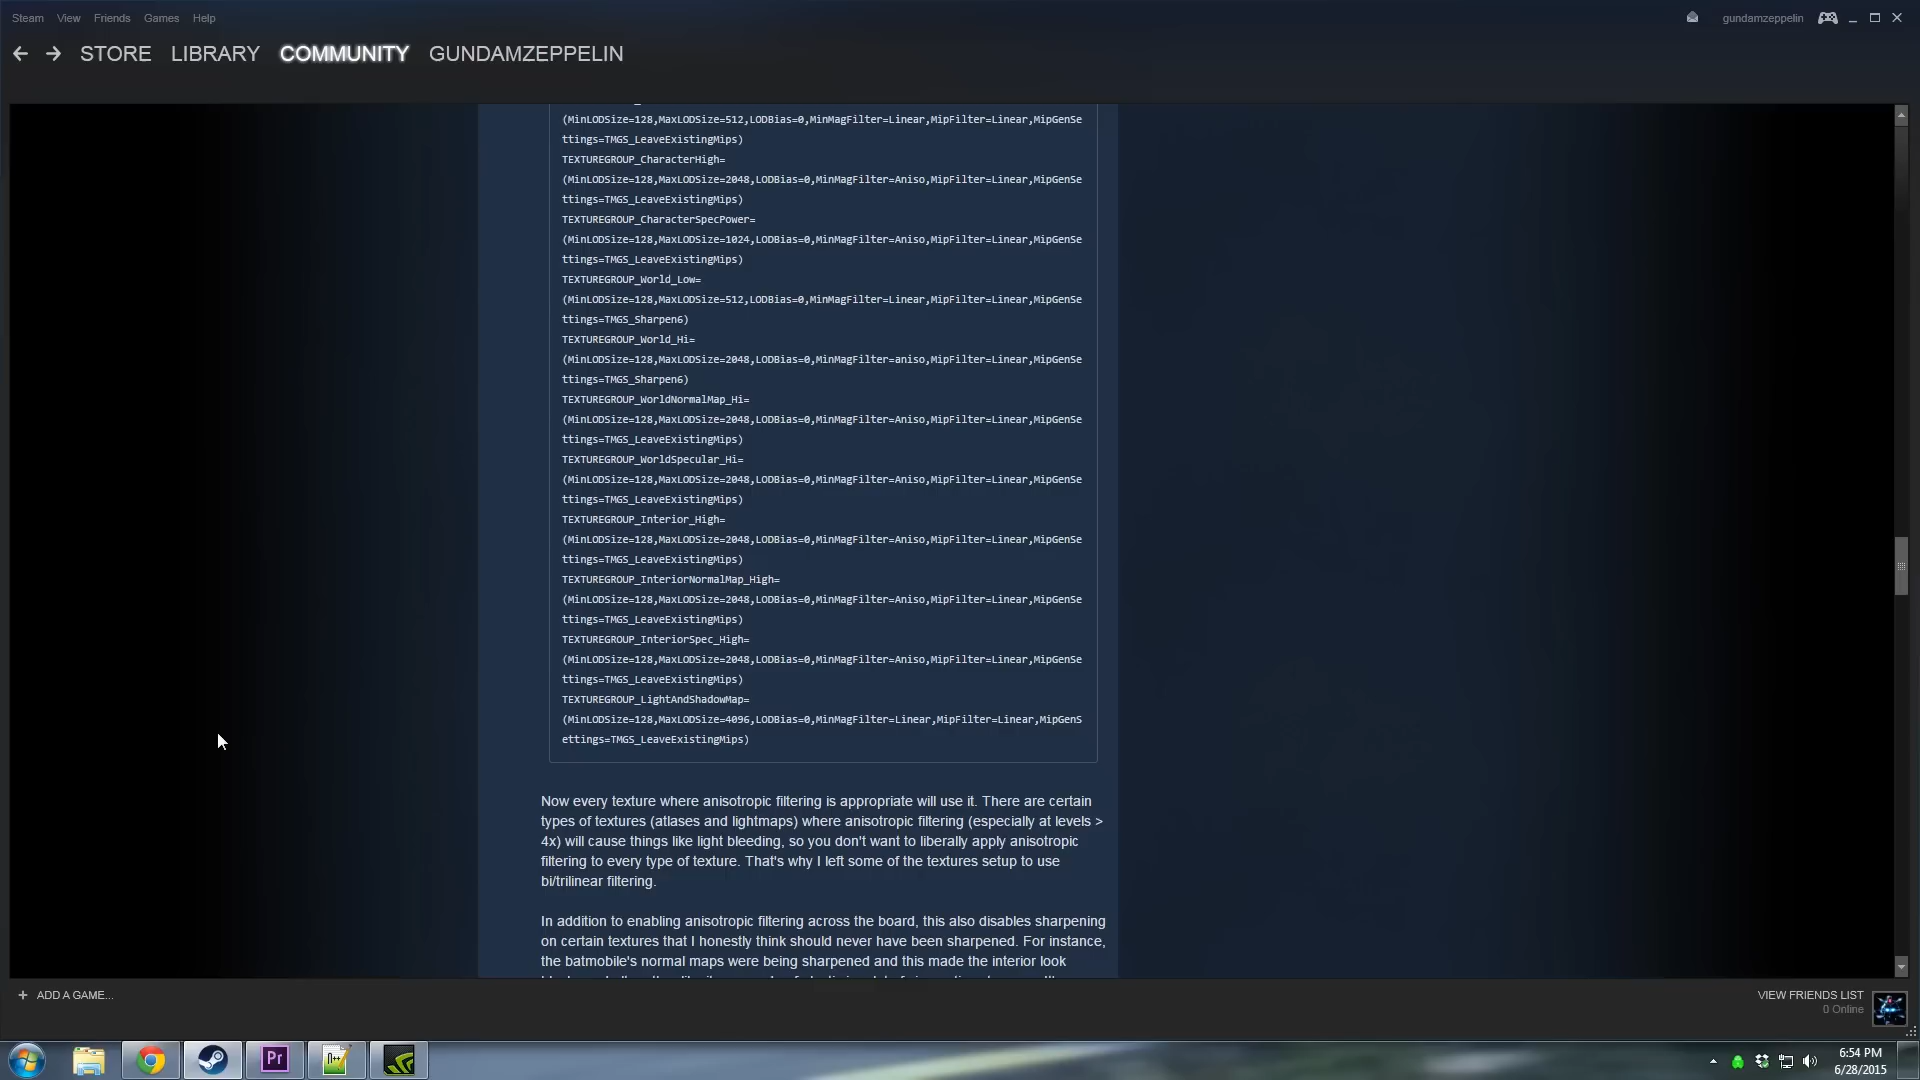 Steam View Friends Games Help
gundamzeppelin
STORE LIBRARY COMMUNITY GUNDAMZEPPELIN
(MinLODSize=128,MaxLODSize=512,LODBias=0,MinMagFilter=Linear,MipFilter=Linear,MipGenSe
ttings=TMGS_LeaveExistingMips)
TEXTUREGROUP_CharacterHigh=
(MinLODSize=128,MaxLODSize=2048,LODBias=0,MinMagFilter=Aniso,MipFilter=Linear,MipGenSe
ttings=TMGS_LeaveExistingMips)
TEXTUREGROUP_CharacterSpecPower=
(MinLODSize=128,MaxLODSize=1024,LODBias=0,MinMagFilter=Aniso,MipFilter=Linear,MipGenSe
ttings=TMGS_LeaveExistingMips)
TEXTUREGROUP_World_Low=
(MinLODSize=128,MaxLODSize=512,LODBias=0,MinMagFilter=Linear,MipFilter=Linear,MipGenSe
ttings=TMGS_Sharpen6)
TEXTUREGROUP_World_Hi=
(MinLODSize=128,MaxLODSize=2048,LODBias=0,MinMagFilter=aniso,MipFilter=Linear,MipGenSe
ttings=TMGS_Sharpen6)
TEXTUREGROUP_WorldNormalMap_Hi=
(MinLODSize=128,MaxLODSize=2048,LODBias=0,MinMagFilter=Aniso,MipFilter=Linear,MipGenSe
ttings=TMGS_LeaveExistingMips)
TEXTUREGROUP_WorldSpecular_Hi=
(MinLODSize=128,MaxLODSize=2048,LODBias=0,MinMagFilter=Aniso,MipFilter=Linear,MipGenSe
ttings=TMGS_LeaveExistingMips)
TEXTUREGROUP_Interior_High=
(MinLODSize=128,MaxLODSize=2048,LODBias=0,MinMagFilter=Aniso,MipFilter=Linear,MipGenSe
ttings=TMGS_LeaveExistingMips)
TEXTUREGROUP_InteriorNormalMap_High=
(MinLODSize=128,MaxLODSize=2048,LODBias=0,MinMagFilter=Aniso,MipFilter=Linear,MipGenSe
ttings=TMGS_LeaveExistingMips)
TEXTUREGROUP_InteriorSpec_High=
(MinLODSize=128,MaxLODSize=2048,LODBias=0,MinMagFilter=Aniso,MipFilter=Linear,MipGenSe
ttings=TMGS_LeaveExistingMips)
TEXTUREGROUP_LightAndShadowMap=
(MinLODSize=128,MaxLODSize=4096,LODBias=0,MinMagFilter=Linear,MipFilter=Linear,MipGenS
ettings=TMGS_LeaveExistingMips)
Now every texture where anisotropic filtering is appropriate will use it. There are certain
types of textures (atlases and lightmaps) where anisotropic filtering (especially at levels >
4x) will cause things like light bleeding, so you don't want to liberally apply anisotropic
filtering to every type of texture. That's why I left some of the textures setup to use
bi/trilinear filtering.
In addition to enabling anisotropic filtering across the board, this also disables sharpening
on certain textures that I honestly think should never have been sharpened. For instance,
the batmobile's normal maps were being sharpened and this made the interior look
+ ADD A GAME...
VIEW FRIENDS LIST
0 Online
Pr
6:54 PM
6/28/2015